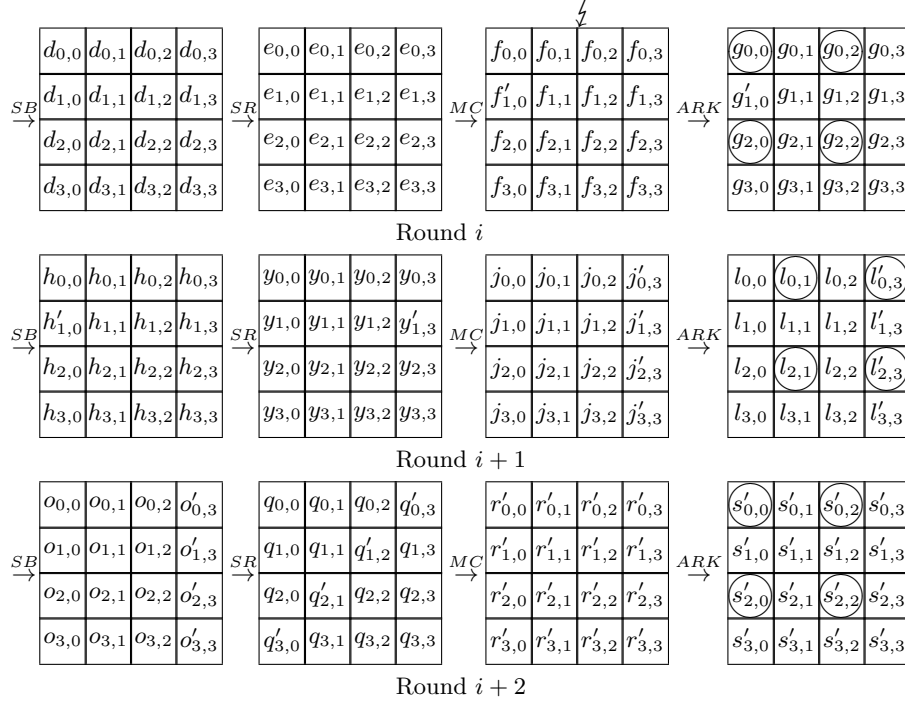 d0,0 d0,1 d0,2 d0,3 e0,0 e0,1 e0,2 e0,3 f0,0 f0,1 f0,2 f0,3 g0,0 g0,1 g0,2 g0,3
SB d1,0 d1,1 d1,2 d1,3 SR e1,0 e1,1 e1,2 e1,3 MC f′1,0 f1,1 f1,2 f1,3 ARK g′1,0 g1,1 g1,2 g1,3
→ d2,0 d2,1 d2,2 d2,3 → e2,0 e2,1 e2,2 e2,3 → f2,0 f2,1 f2,2 f2,3 → g2,0 g2,1 g2,2 g2,3
d3,0 d3,1 d3,2 d3,3 e3,0 e3,1 e3,2 e3,3 f3,0 f3,1 f3,2 f3,3 g3,0 g3,1 g3,2 g3,3
Round i
h0,0 h0,1 h0,2 h0,3 y0,0 y0,1 y0,2 y0,3 j0,0 j0,1 j0,2 j′0,3 l0,0 l0,1 l0,2 l′0,3
SB h′1,0 h1,1 h1,2 h1,3 SR y1,0 y1,1 y1,2 y′1,3 MC j1,0 j1,1 j1,2 j′1,3 ARK l1,0 l1,1 l1,2 l′1,3
→ h2,0 h2,1 h2,2 h2,3 → y2,0 y2,1 y2,2 y2,3 → j2,0 j2,1 j2,2 j′2,3 → l2,0 l2,1 l2,2 l′2,3
h3,0 h3,1 h3,2 h3,3 y3,0 y3,1 y3,2 y3,3 j3,0 j3,1 j3,2 j′3,3 l3,0 l3,1 l3,2 l′3,3
Round i + 1
o0,0 o0,1 o0,2 o′0,3 q0,0 q0,1 q0,2 q′0,3 r′0,0 r′0,1 r′0,2 r′0,3 s′0,0 s′0,1 s′0,2 s′0,3
SB o1,0 o1,1 o1,2 o′1,3 SR q1,0 q1,1 q′1,2 q1,3 MC r′1,0 r′1,1 r′1,2 r′1,3 ARK s′1,0 s′1,1 s′1,2 s′1,3
→ o2,0 o2,1 o2,2 o′2,3 → q2,0 q′2,1 q2,2 q2,3 → r′2,0 r′2,1 r′2,2 r′2,3 → s′2,0 s′2,1 s′2,2 s′2,3
o3,0 o3,1 o3,2 o′3,3 q′3,0 q3,1 q3,2 q3,3 r′3,0 r′3,1 r′3,2 r′3,3 s′3,0 s′3,1 s′3,2 s′3,3
Round i + 2